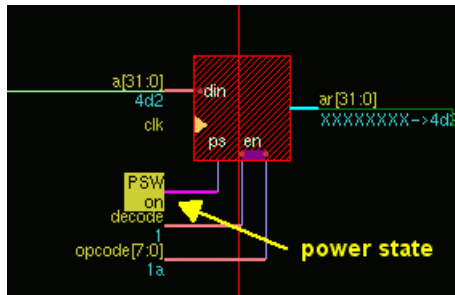 a[31:0]
4d2
din
clk
ar[31:0]
XXXXXXXX->4d2
ps en
PSW
on
decode
1
power state
opcode[7:0]
1a